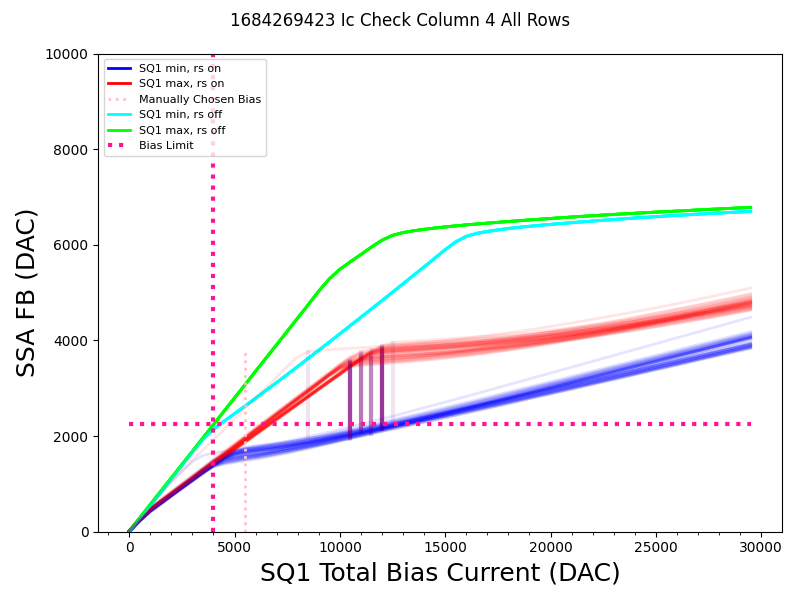 1684269423 Ic Check Column 4 All Rows
10000
8000
6000
4000
2000
0
SSA FB (DAC)
SQ1 min, rs on
SQ1 max, rs on
Manually Chosen Bias
SQ1 min, rs off
SQ1 max, rs off
Bias Limit
0 5000 10000 15000 20000 25000 30000
SQ1 Total Bias Current (DAC)